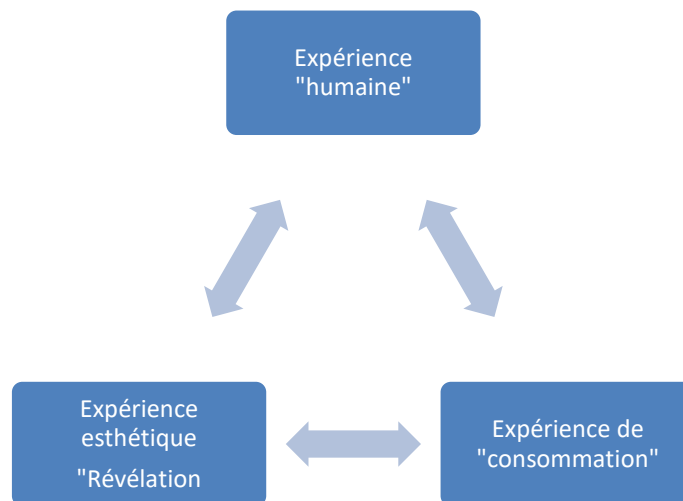 Expérience
"humaine"
Expérience
esthétique
"Révélation
Expérience de
"consommation"